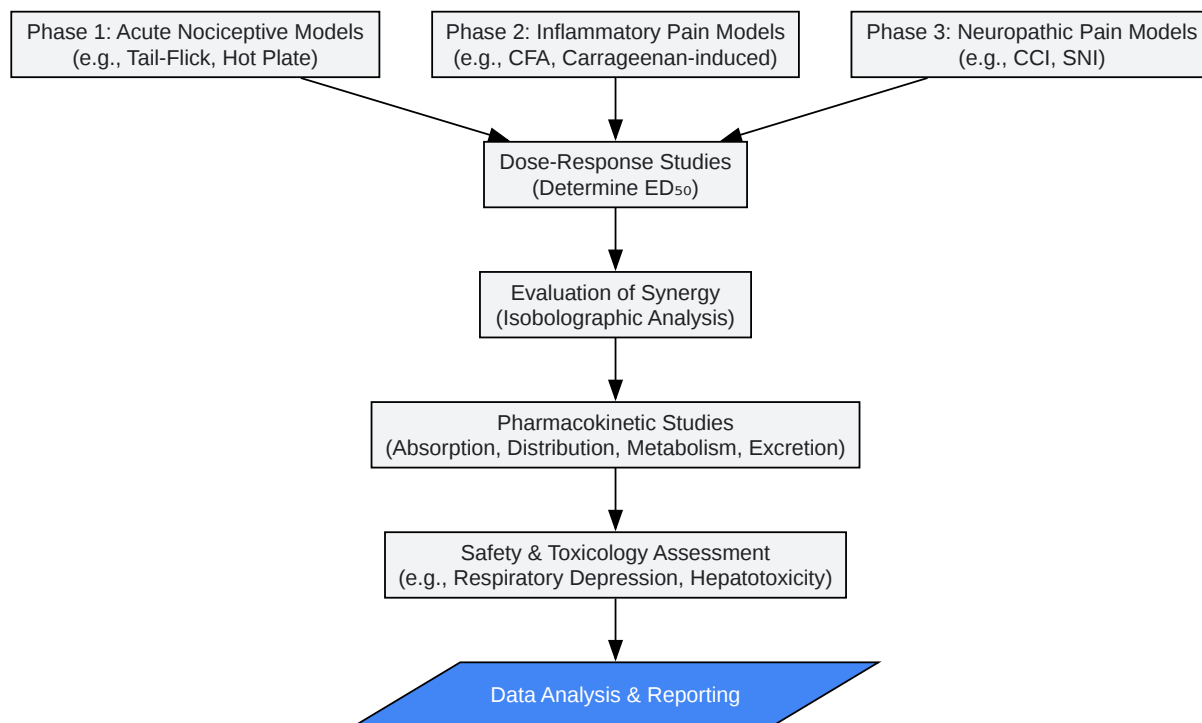 Phase 1: Acute Nociceptive Models
(e.g., Tail-Flick, Hot Plate)
Phase 2: Inflammatory Pain Models
(e.g., CFA, Carrageenan-induced)
Phase 3: Neuropathic Pain Models
(e.g., CCI, SNI)
Dose-Response Studies
(Determine ED₅₀)
Evaluation of Synergy
(Isobolographic Analysis)
Pharmacokinetic Studies
(Absorption, Distribution, Metabolism, Excretion)
Safety & Toxicology Assessment
(e.g., Respiratory Depression, Hepatotoxicity)
Data Analysis & Reporting